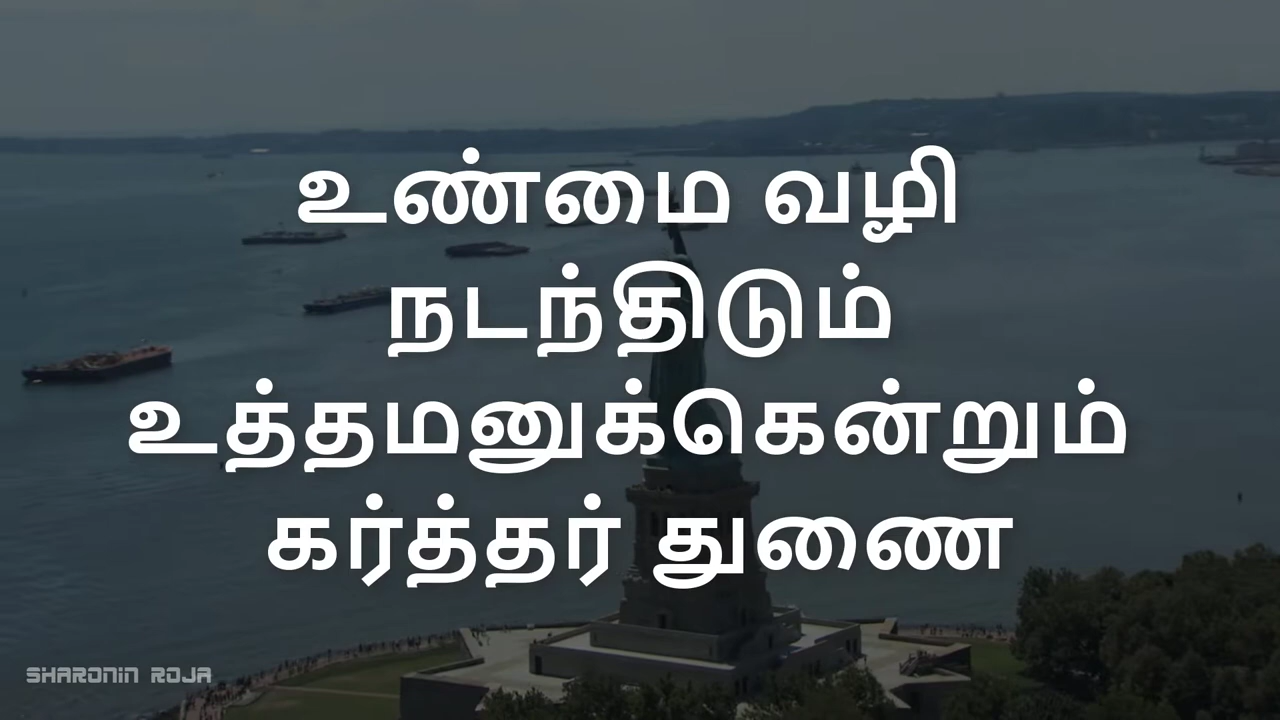 உண்மை வழி
நடந்திடும்
உத்தமனுக்கென்றும்
கர்த்தர் துணை
SHARONIN ROJA